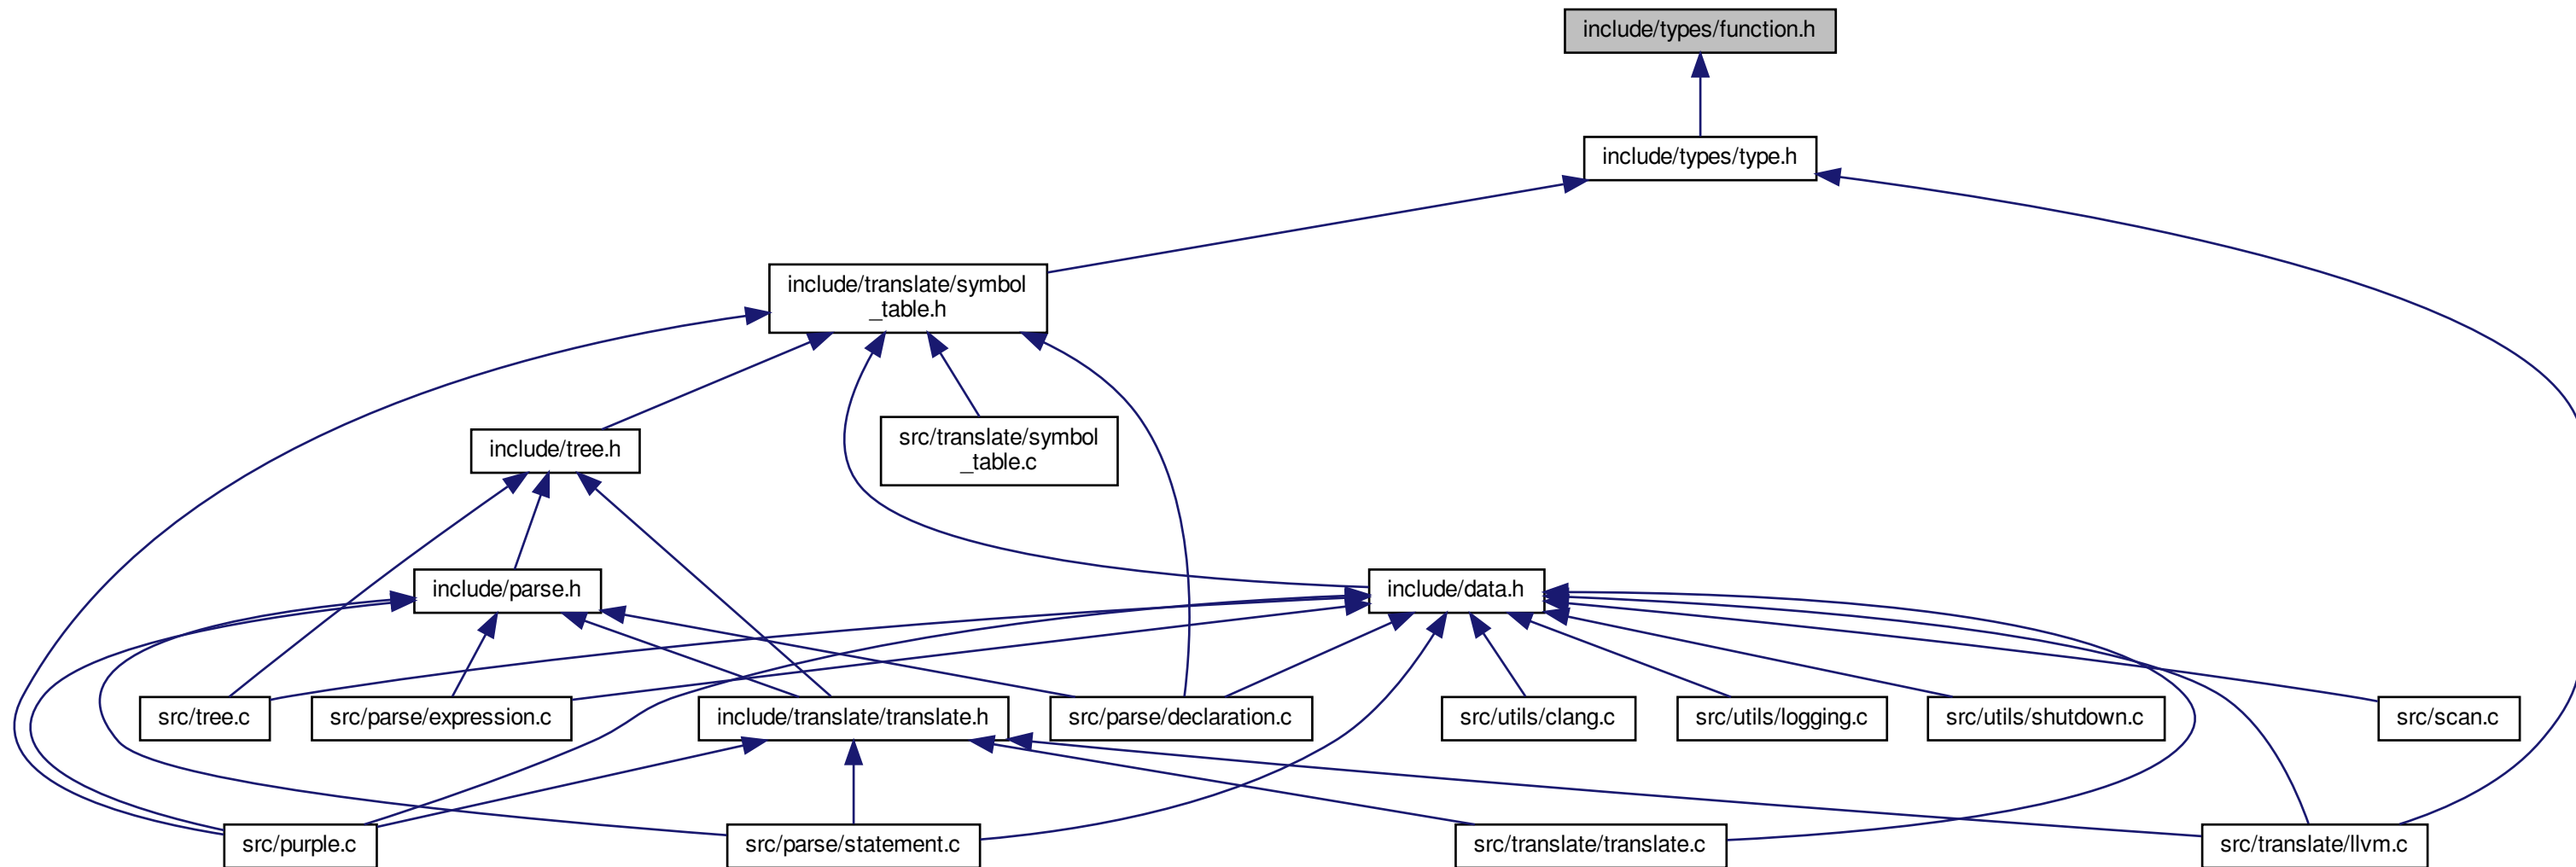 include/types/function.h
include/types/type.h
include/translate/symbol
_table.h
include/tree.h
src/translate/symbol
_table.c
include/parse.h
include/data.h
src/tree.c
src/parse/expression.c
include/translate/translate.h
src/parse/declaration.c
src/utils/clang.c
src/utils/logging.c
src/utils/shutdown.c
src/scan.c
src/purple.c
src/parse/statement.c
src/translate/translate.c
src/translate/llvm.c